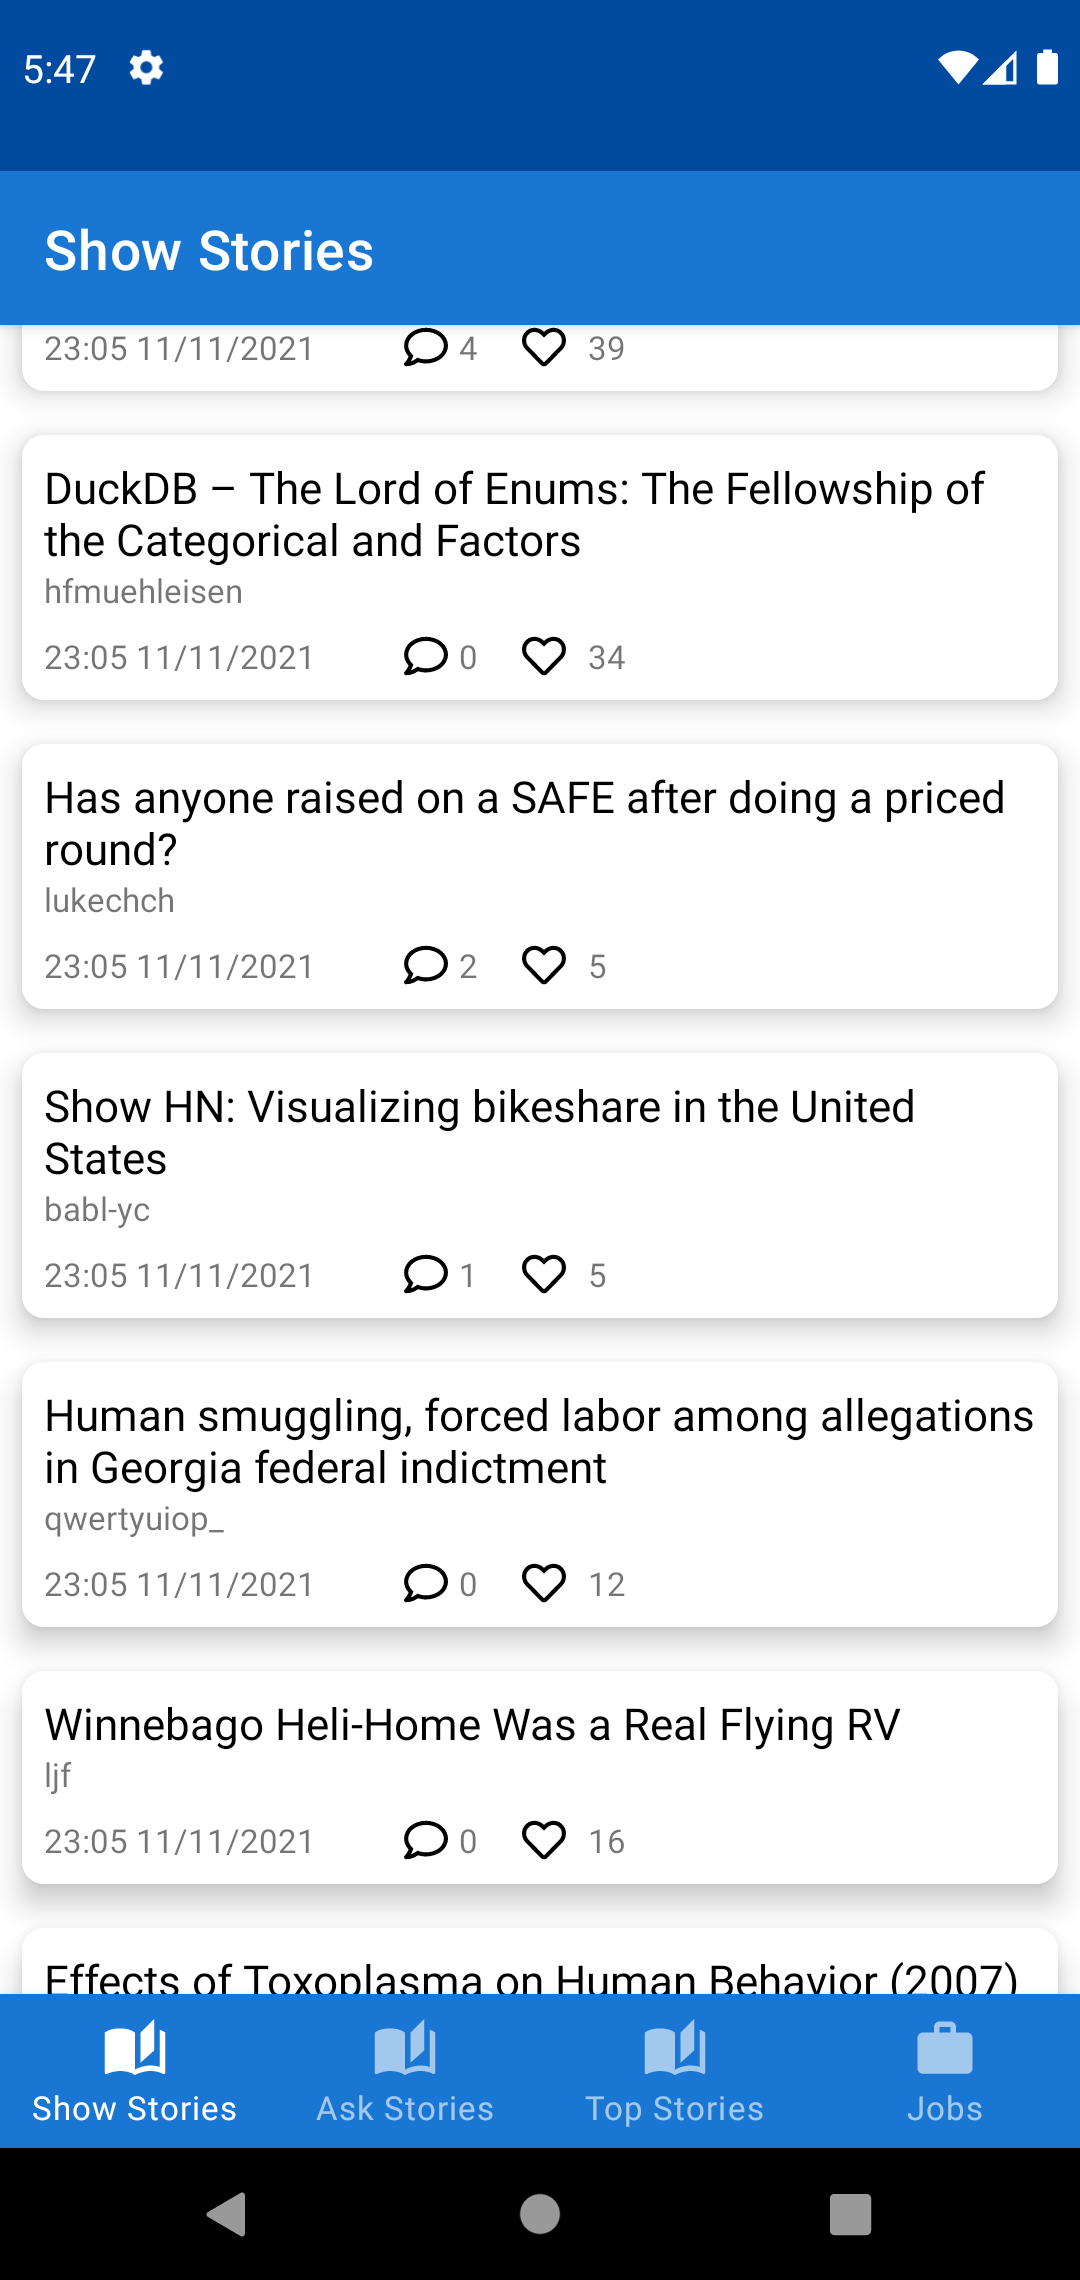 5:47
Show Stories
23:05 11/11/2021 4 39
DuckDB – The Lord of Enums: The Fellowship of
the Categorical and Factors
hfmuehleisen
23:05 11/11/2021 0 34
Has anyone raised on a SAFE after doing a priced
round?
lukechch
23:05 11/11/2021 2 5
Show HN: Visualizing bikeshare in the United
States
babl-yc
23:05 11/11/2021 1 5
Human smuggling, forced labor among allegations
in Georgia federal indictment
qwertyuiop_
23:05 11/11/2021 0 12
Winnebago Heli-Home Was a Real Flying RV
ljf
23:05 11/11/2021 0 16
Effects of Toxoplasma on Human Behavior (2007)
Show Stories Ask Stories Top Stories Jobs